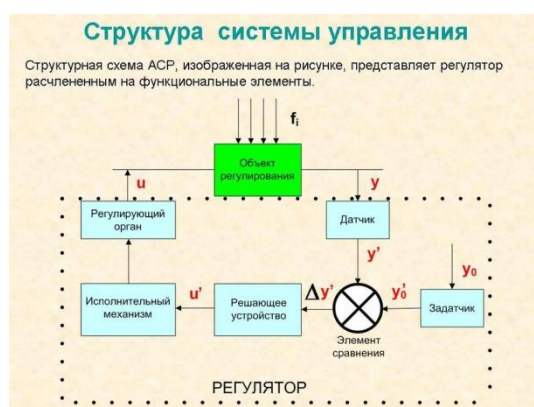 Структура системы управления
Структурная схема АСР, изображенная на рисунке, представляет регулятор
расчлененным на функциональные элементы.
fi
Объект
регулирования
u
y
Регулирующий
орган
Датчик
y'
y0
Исполнительный
механизм
u'
Решающее
устройство
Δy'
y0'
Задатчик
Элемент
сравнения
РЕГУЛЯТОР